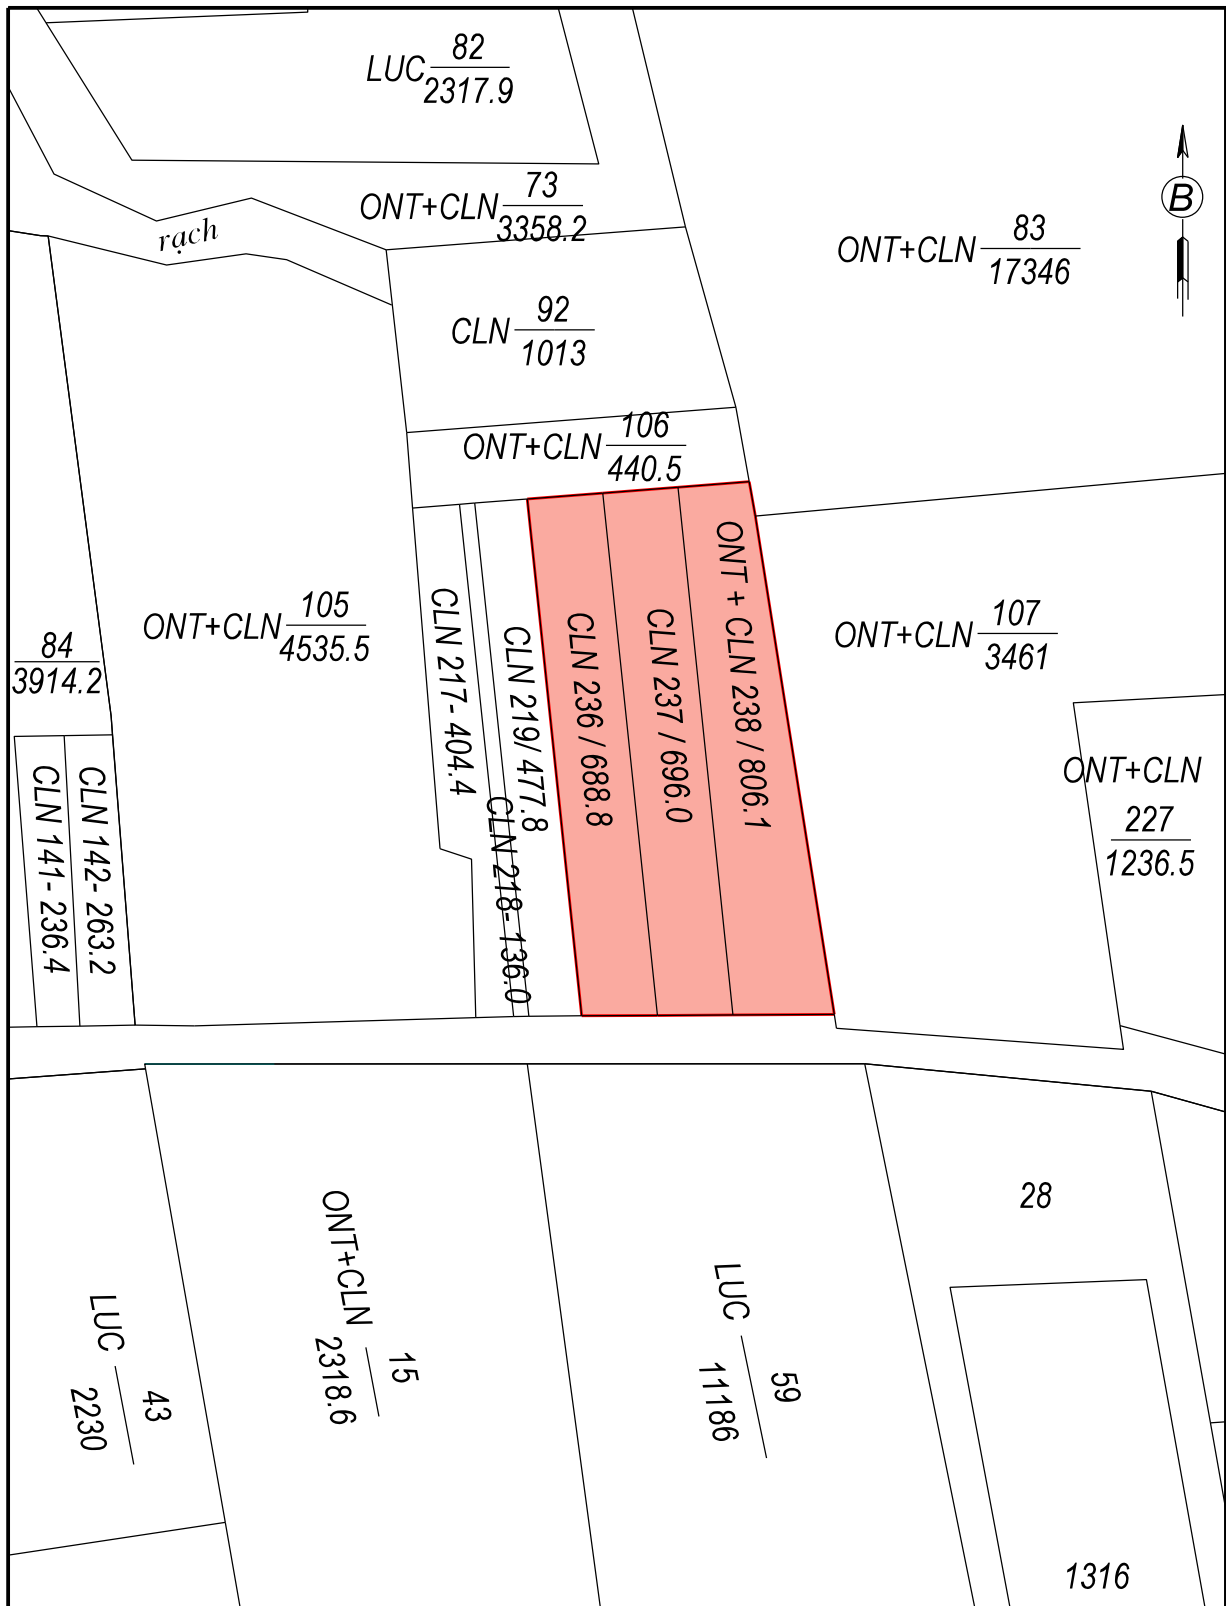 82
LUC
2317.9
73
ONT+CLN
3358.2
rạch
B
83
ONT+CLN
17346
92
CLN
1013
106
ONT+CLN
440.5
105
ONT+CLN
4535.5
84
3914.2
CLN 141- 236.4
CLN 142- 263.2
CLN 217- 404.4
CLN 218- 136.0
CLN 219/ 477.8
CLN 236 / 688.8
CLN 237 / 696.0
ONT + CLN 238 / 806.1
107
ONT+CLN
3461
ONT+CLN
227
1236.5
43
LUC
2230
15
ONT+CLN
2318.6
59
LUC
11186
28
1316